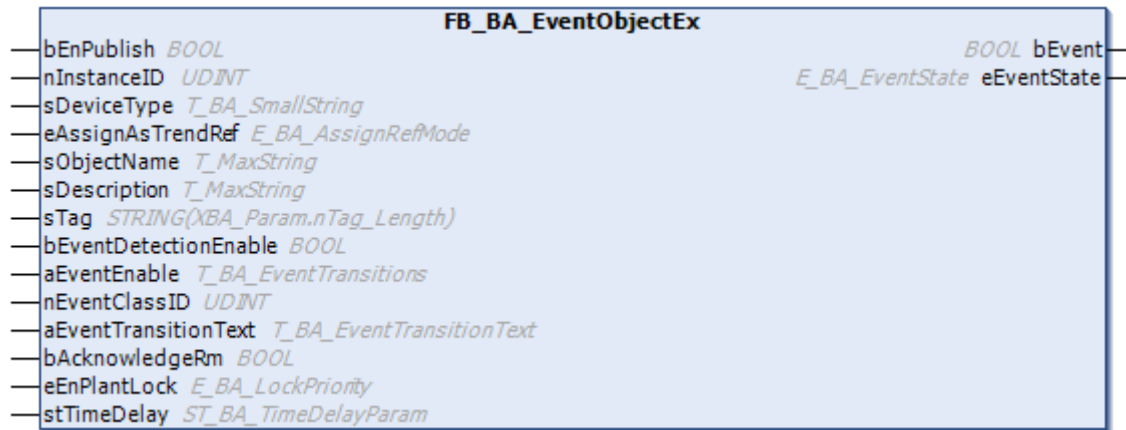 FB_BA_EventObjectEx
bEnPublish BOOL BOOL bEvent
nInstanceID UDINT E_BA_EventState eEventState
sDeviceType T_BA_SmallString
eAssignAsTrendRef E_BA_AssignRefMode
sObjectName T_MaxString
sDescription T_MaxString
sTag STRING(XBA_Param.nTag_Length)
bEventDetectionEnable BOOL
aEventEnable T_BA_EventTransitions
nEventClassID UDINT
aEventTransitionText T_BA_EventTransitionText
bAcknowledgeRm BOOL
eEnPlantLock E_BA_LockPriority
stTimeDelay ST_BA_TimeDelayParam